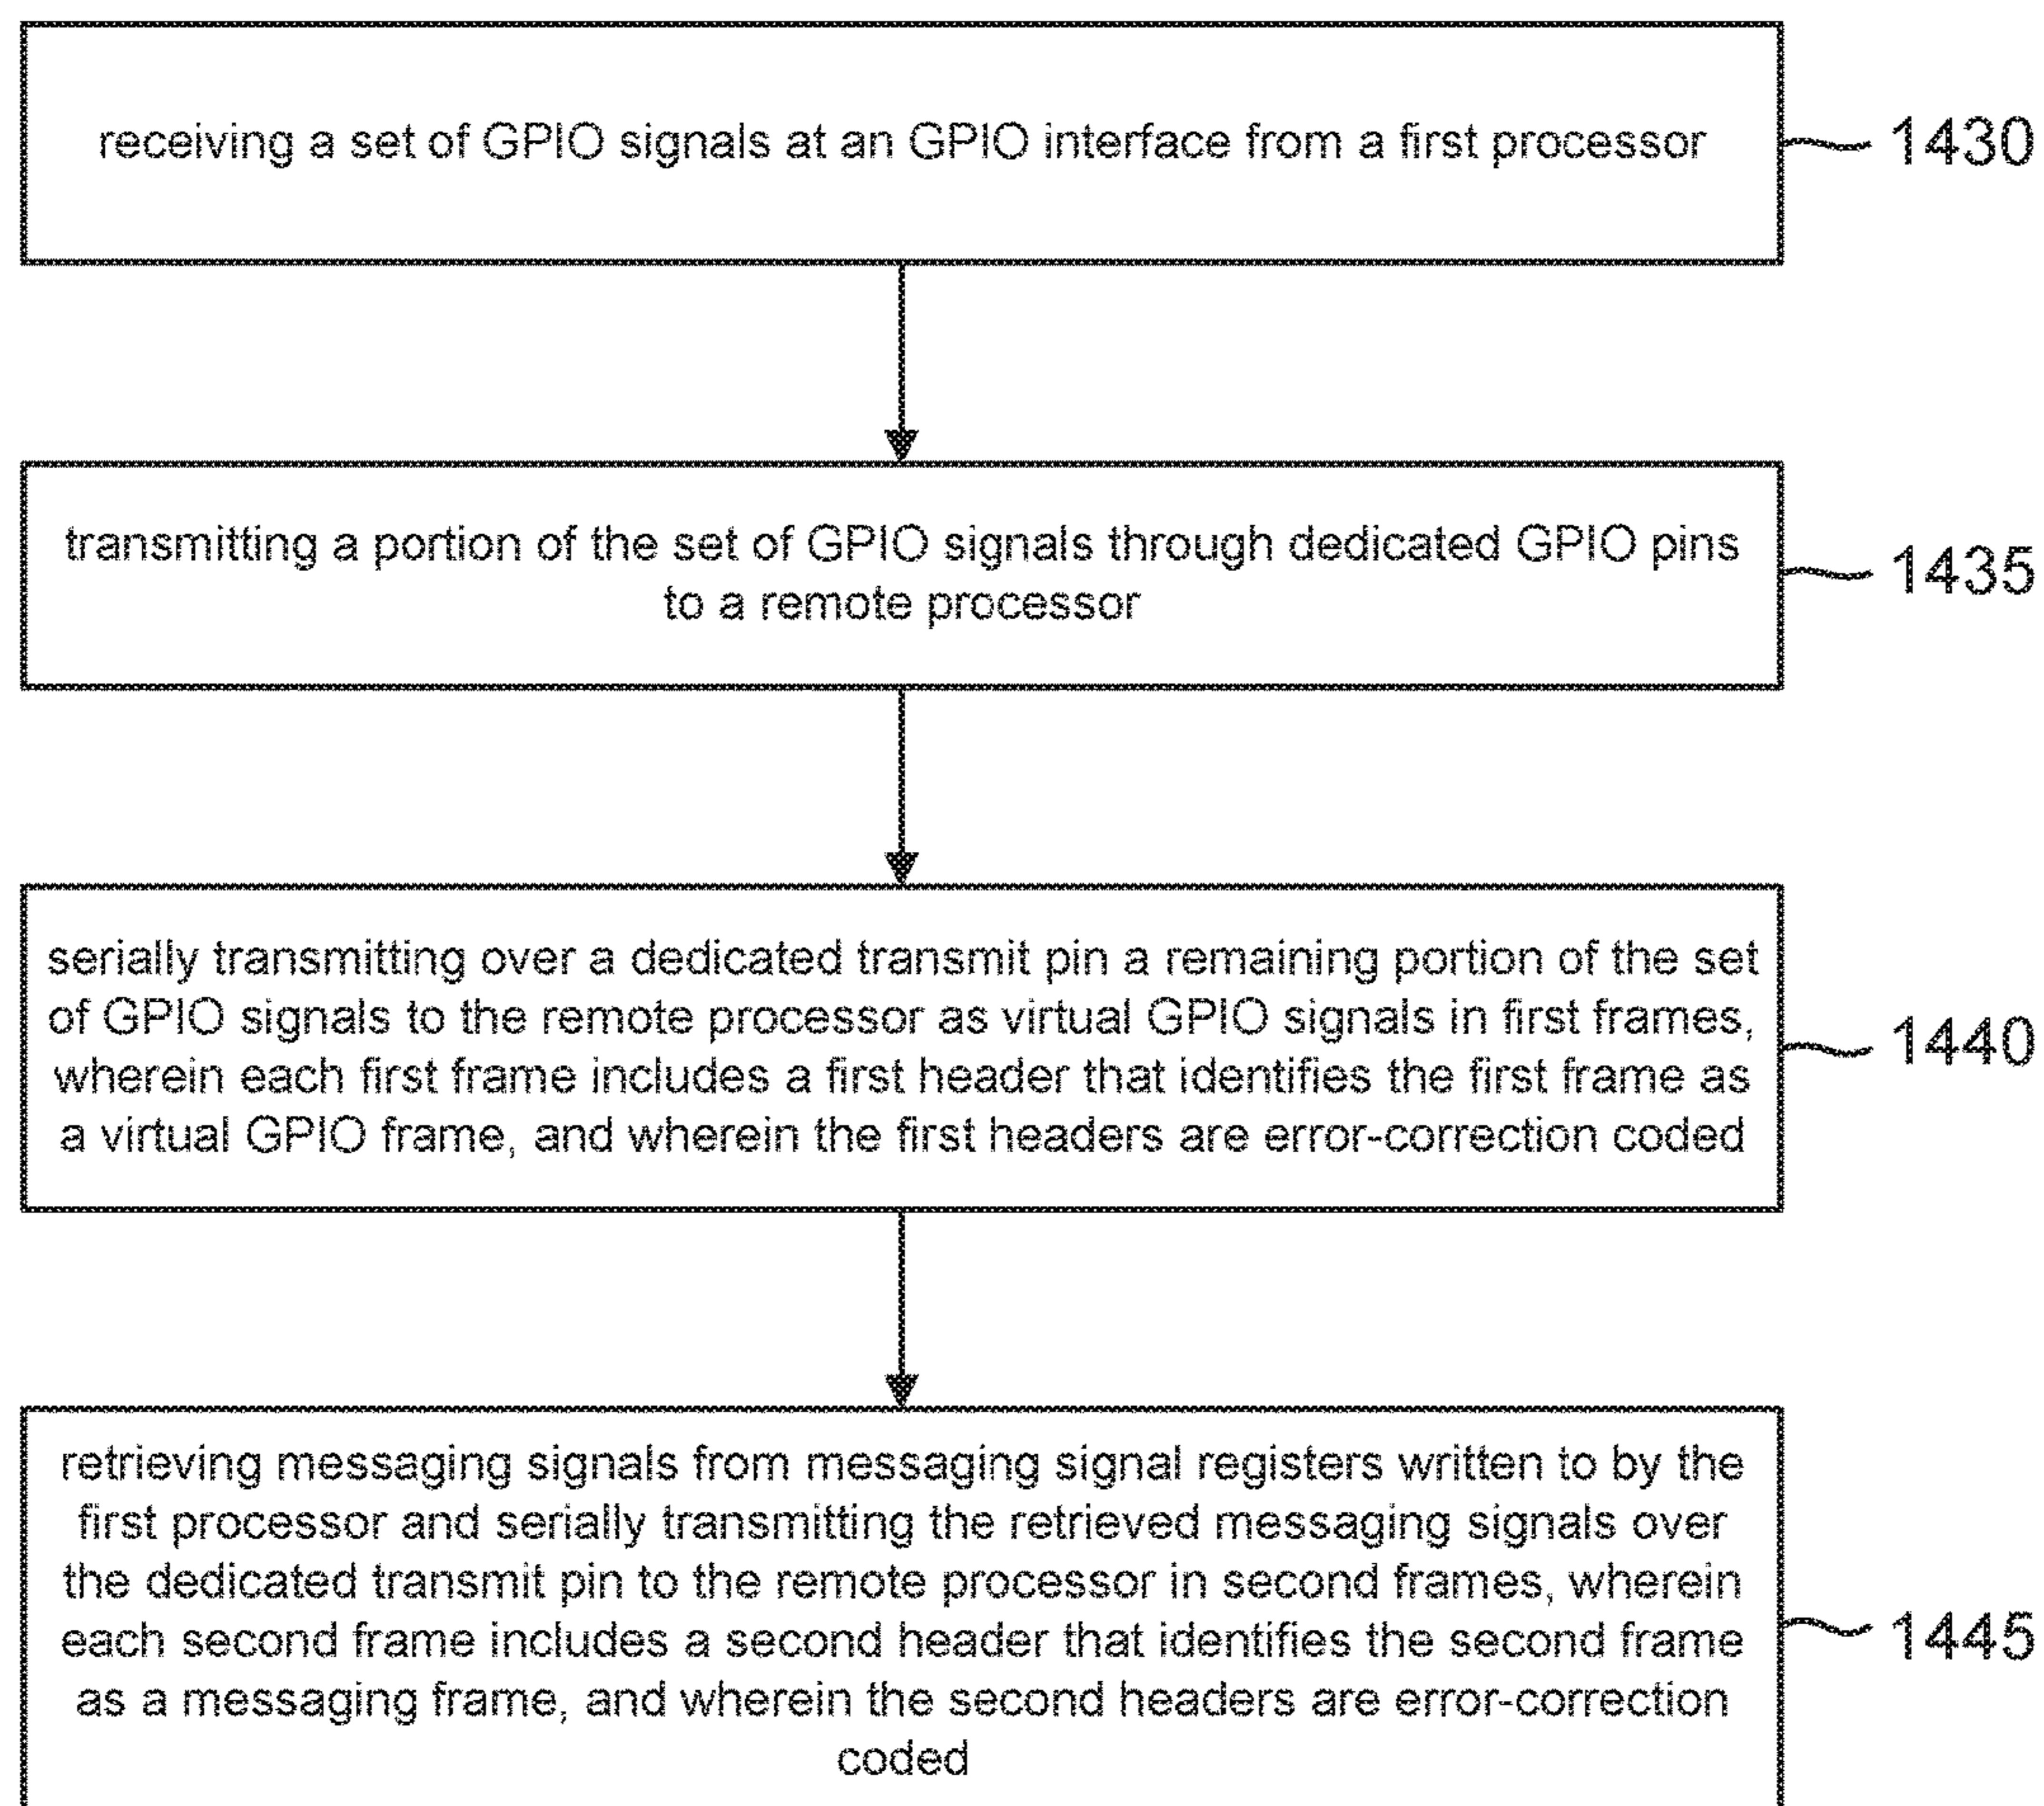 receiving a set of GPIO signals at an GPIO interface from a first processor
1430
transmitting a portion of the set of GPIO signals through dedicated GPIO pins
to a remote processor
1435
serially transmitting over a dedicated transmit pin a remaining portion of the set
of GPIO signals to the remote processor as virtual GPIO signals in first frames,
wherein each first frame includes a first header that identifies the first frame as
a virtual GPIO frame, and wherein the first headers are error-correction coded
1440
retrieving messaging signals from messaging signal registers written to by the
first processor and serially transmitting the retrieved messaging signals over
the dedicated transmit pin to the remote processor in second frames, wherein
each second frame includes a second header that identifies the second frame
as a messaging frame, and wherein the second headers are error-correction
coded
1445